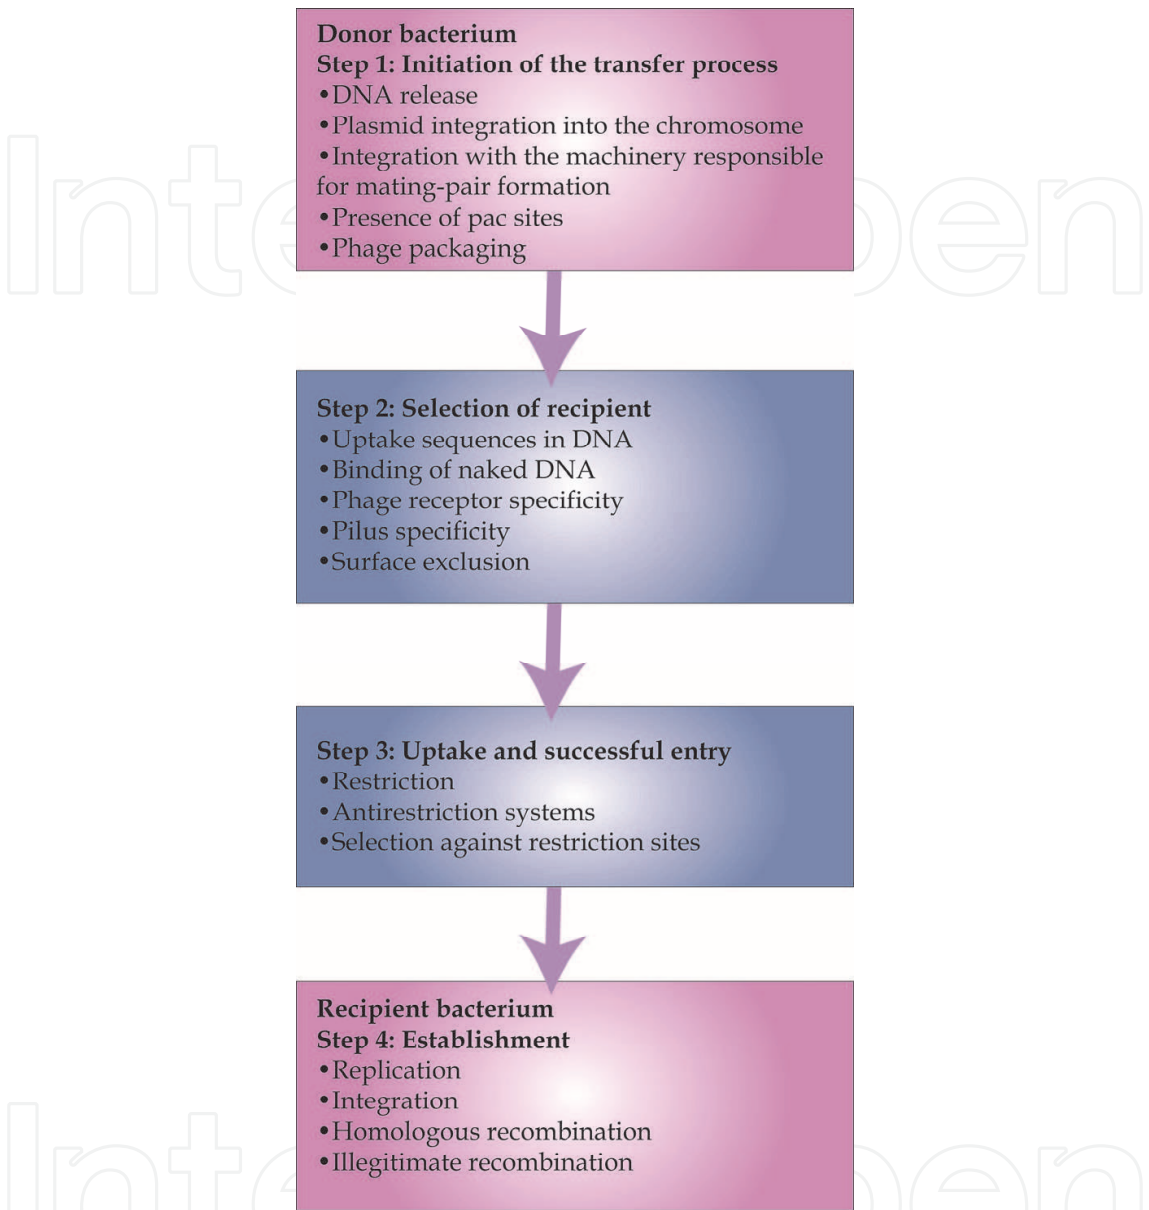 Donor bacterium
Step 1: Initiation of the transfer process
•DNA release
•Plasmid integration into the chromosome
•Integration with the machinery responsible
for mating-pair formation
•Presence of pac sites
•Phage packaging
Step 2: Selection of recipient
•Uptake sequences in DNA
•Binding of naked DNA
•Phage receptor specificity
•Pilus specificity
•Surface exclusion
Step 3: Uptake and successful entry
•Restriction
•Antirestriction systems
•Selection against restriction sites
Recipient bacterium
Step 4: Establishment
•Replication
•Integration
•Homologous recombination
•Illegitimate recombination